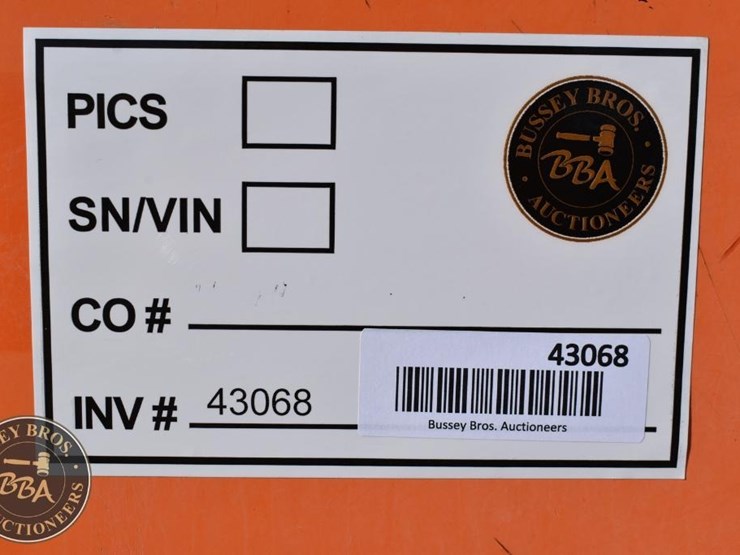 PICS
BUSSEY BROS.
BBA
AUCTIONEERS
SN/VIN
CO #
INV # 43068
43068
Bussey Bros. Auctioneers
EY BROS.
BBA
CTIONEERS